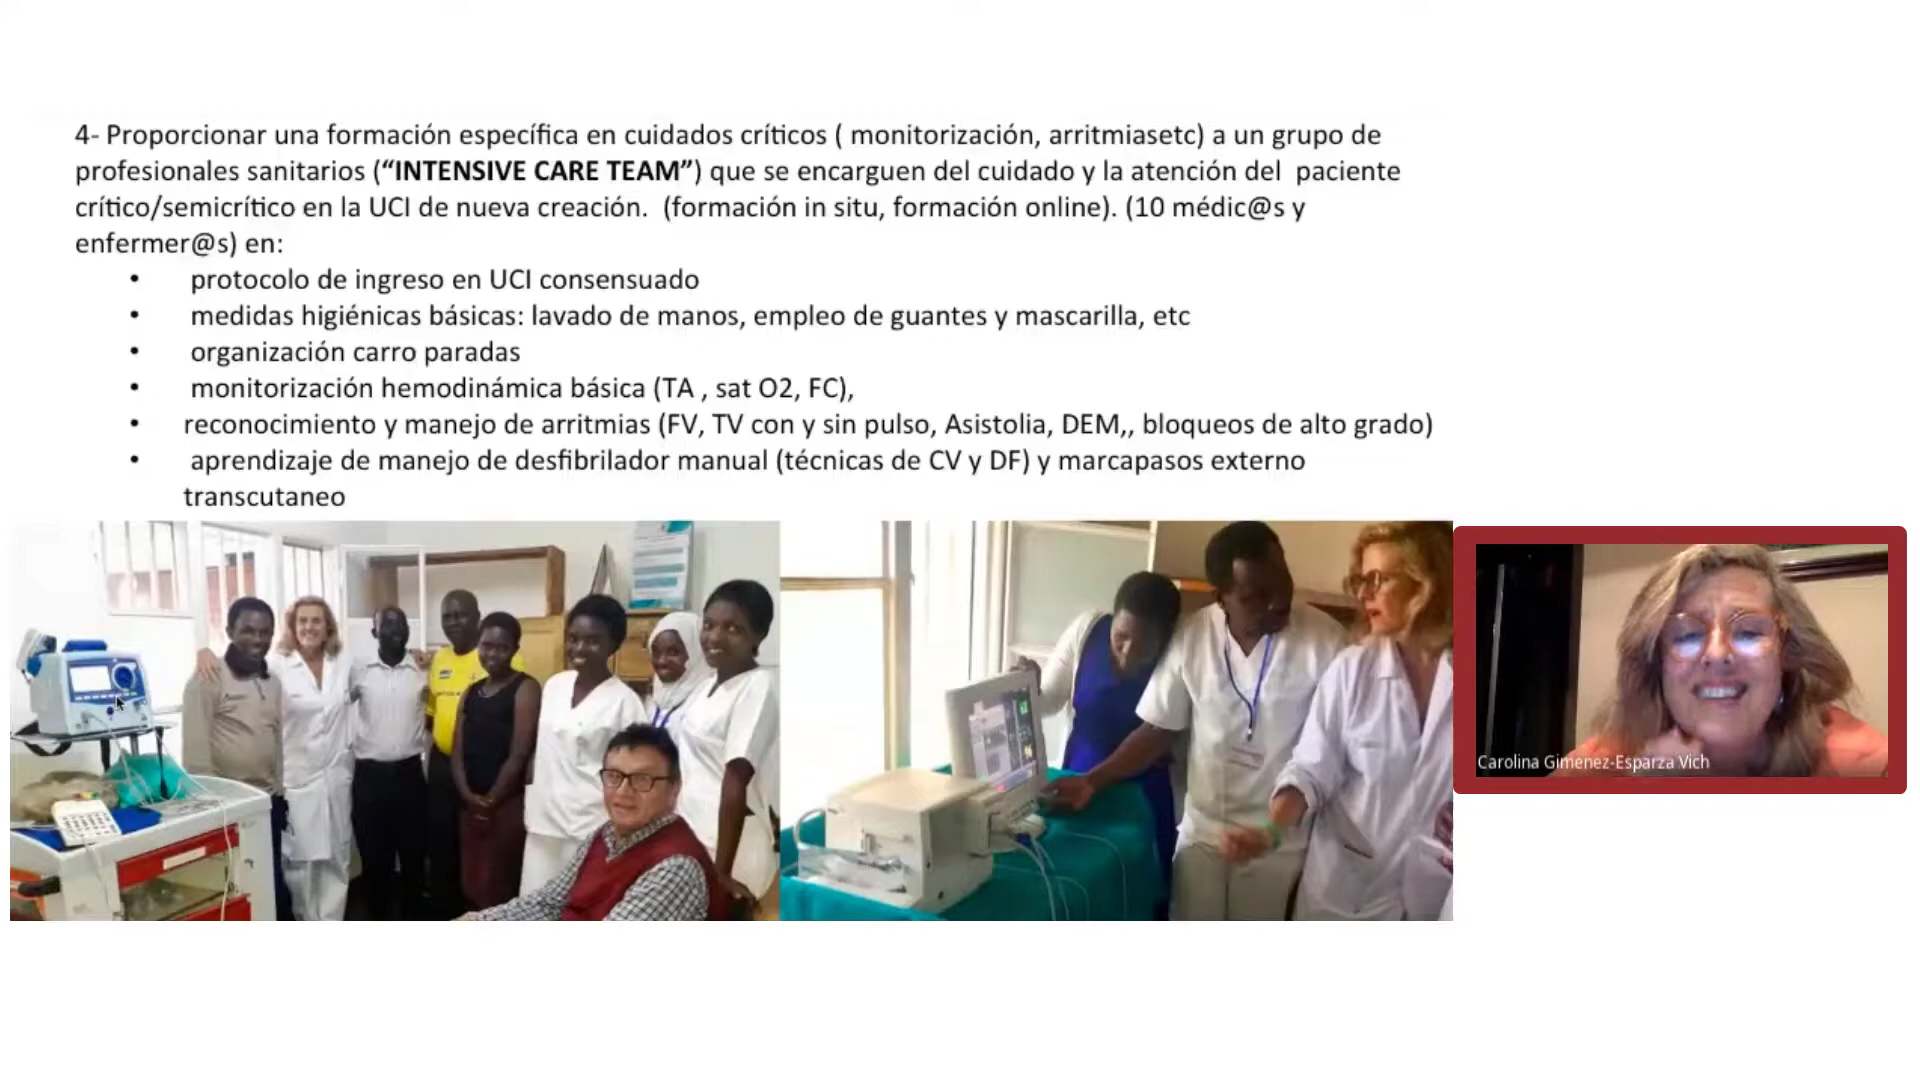 4- Proporcionar una formación específica en cuidados críticos ( monitorización, arritmiasetc) a un grupo de
profesionales sanitarios (“INTENSIVE CARE TEAM”) que se encarguen del cuidado y la atención del  paciente
crítico/semicrítico en la UCI de nueva creación.  (formación in situ, formación online). (10 médic@s y
enfermer@s) en:
• protocolo de ingreso en UCI consensuado
• medidas higiénicas básicas: lavado de manos, empleo de guantes y mascarilla, etc
• organización carro paradas
• monitorización hemodinámica básica (TA , sat O2, FC),
• reconocimiento y manejo de arritmias (FV, TV con y sin pulso, Asistolia, DEM,, bloqueos de alto grado)
• aprendizaje de manejo de desfibrilador manual (técnicas de CV y DF) y marcapasos externo
transcutaneo
Carolina Gimenez-Esparza Vich